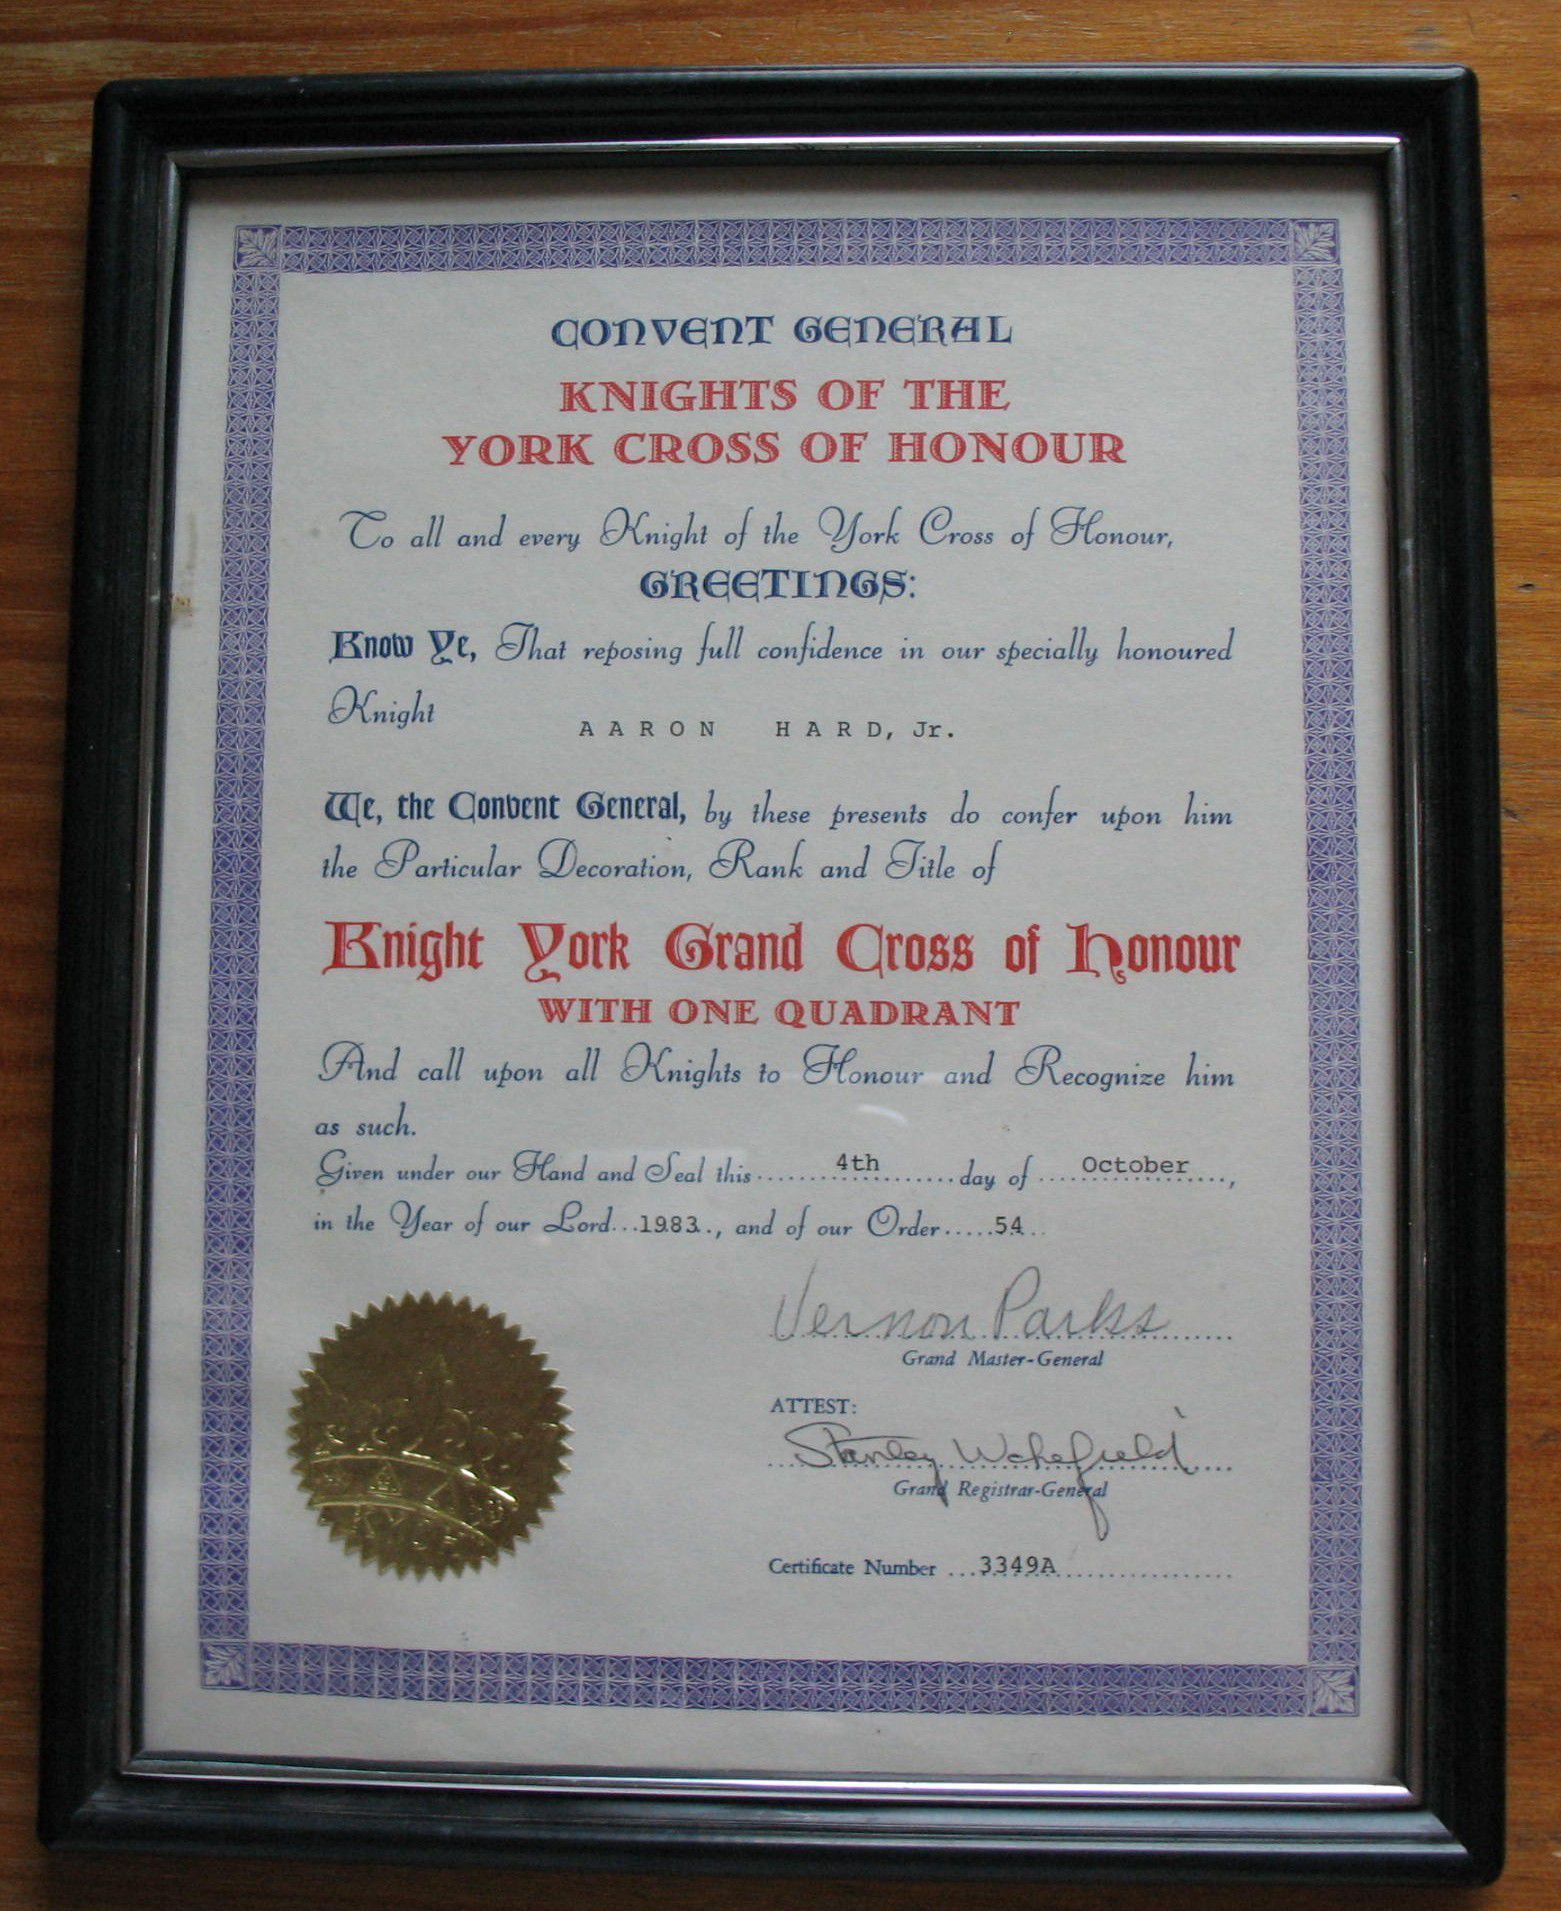 CONVENT GENERAL
KNIGHTS OF THE
YORK CROSS OF HONOUR
To all and every Knight of the York Cross of Honour,
GREETINGS:
Know Ye, That reposing full confidence in our specially honoured
Knight AARON HARD, Jr.
We, the Convent General, by these presents do confer upon him
the Particular Decoration, Rank and Title of
Knight York Grand Cross of Honour
WITH ONE QUADRANT
And call upon all Knights to Honour and Recognize him
as such.
Given under our Hand and Seal this 4th day of October,
in the Year of our Lord 1983, and of our Order 54
Vernon Parks
Grand Master-General
ATTEST:
Stanley Wakefield
Grand Registrar-General
Certificate Number 3349A